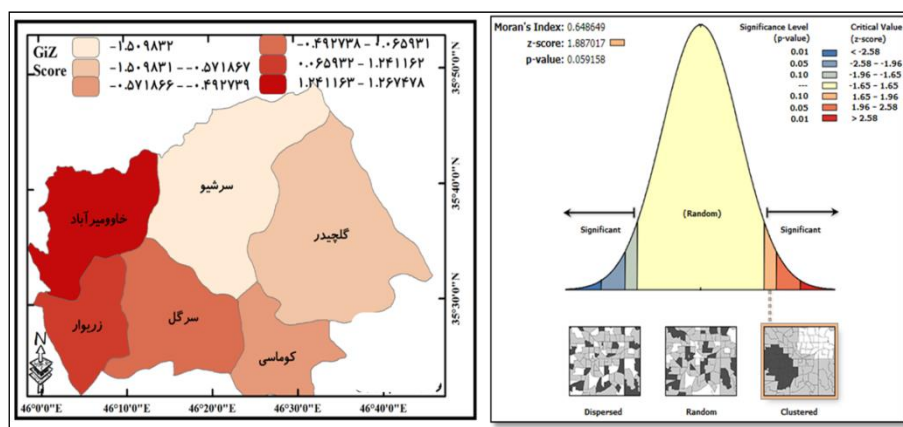 GiZ
Score
-۱.۵۰۹۸۳۲
-۱.۵۰۹۸۳۱ - -۰.۵۷۱۸۶۷
-۰.۵۷۱۸۶۶ - -۰.۴۹۲۷۳۹
-۰.۴۹۲۷۳۸ - ۰.۰۶۵۹۳۱
۰.۰۶۵۹۳۲ - ۱.۲۴۱۱۶۲
۱.۲۴۱۱۶۳ - ۱.۲۶۷۴۷۸
سرشیو
خاوومیرآباد
گلچیدر
زریوار
سرگل
کوماسی
N
35°50'0"N
35°40'0"N
35°30'0"N
46°0'0"E
46°10'0"E
46°20'0"E
46°30'0"E
46°40'0"E
Moran's Index: 0.648649
z-score: 1.887017
p-value: 0.059158
Significance Level
(p-value)
Critical Value
(z-score)
0.01 < -2.58
0.05 -2.58 - -1.96
0.10 -1.96 - -1.65
--- -1.65 - 1.65
0.10 1.65 - 1.96
0.05 1.96 - 2.58
0.01 > 2.58
(Random)
Significant
Significant
Dispersed
Random
Clustered